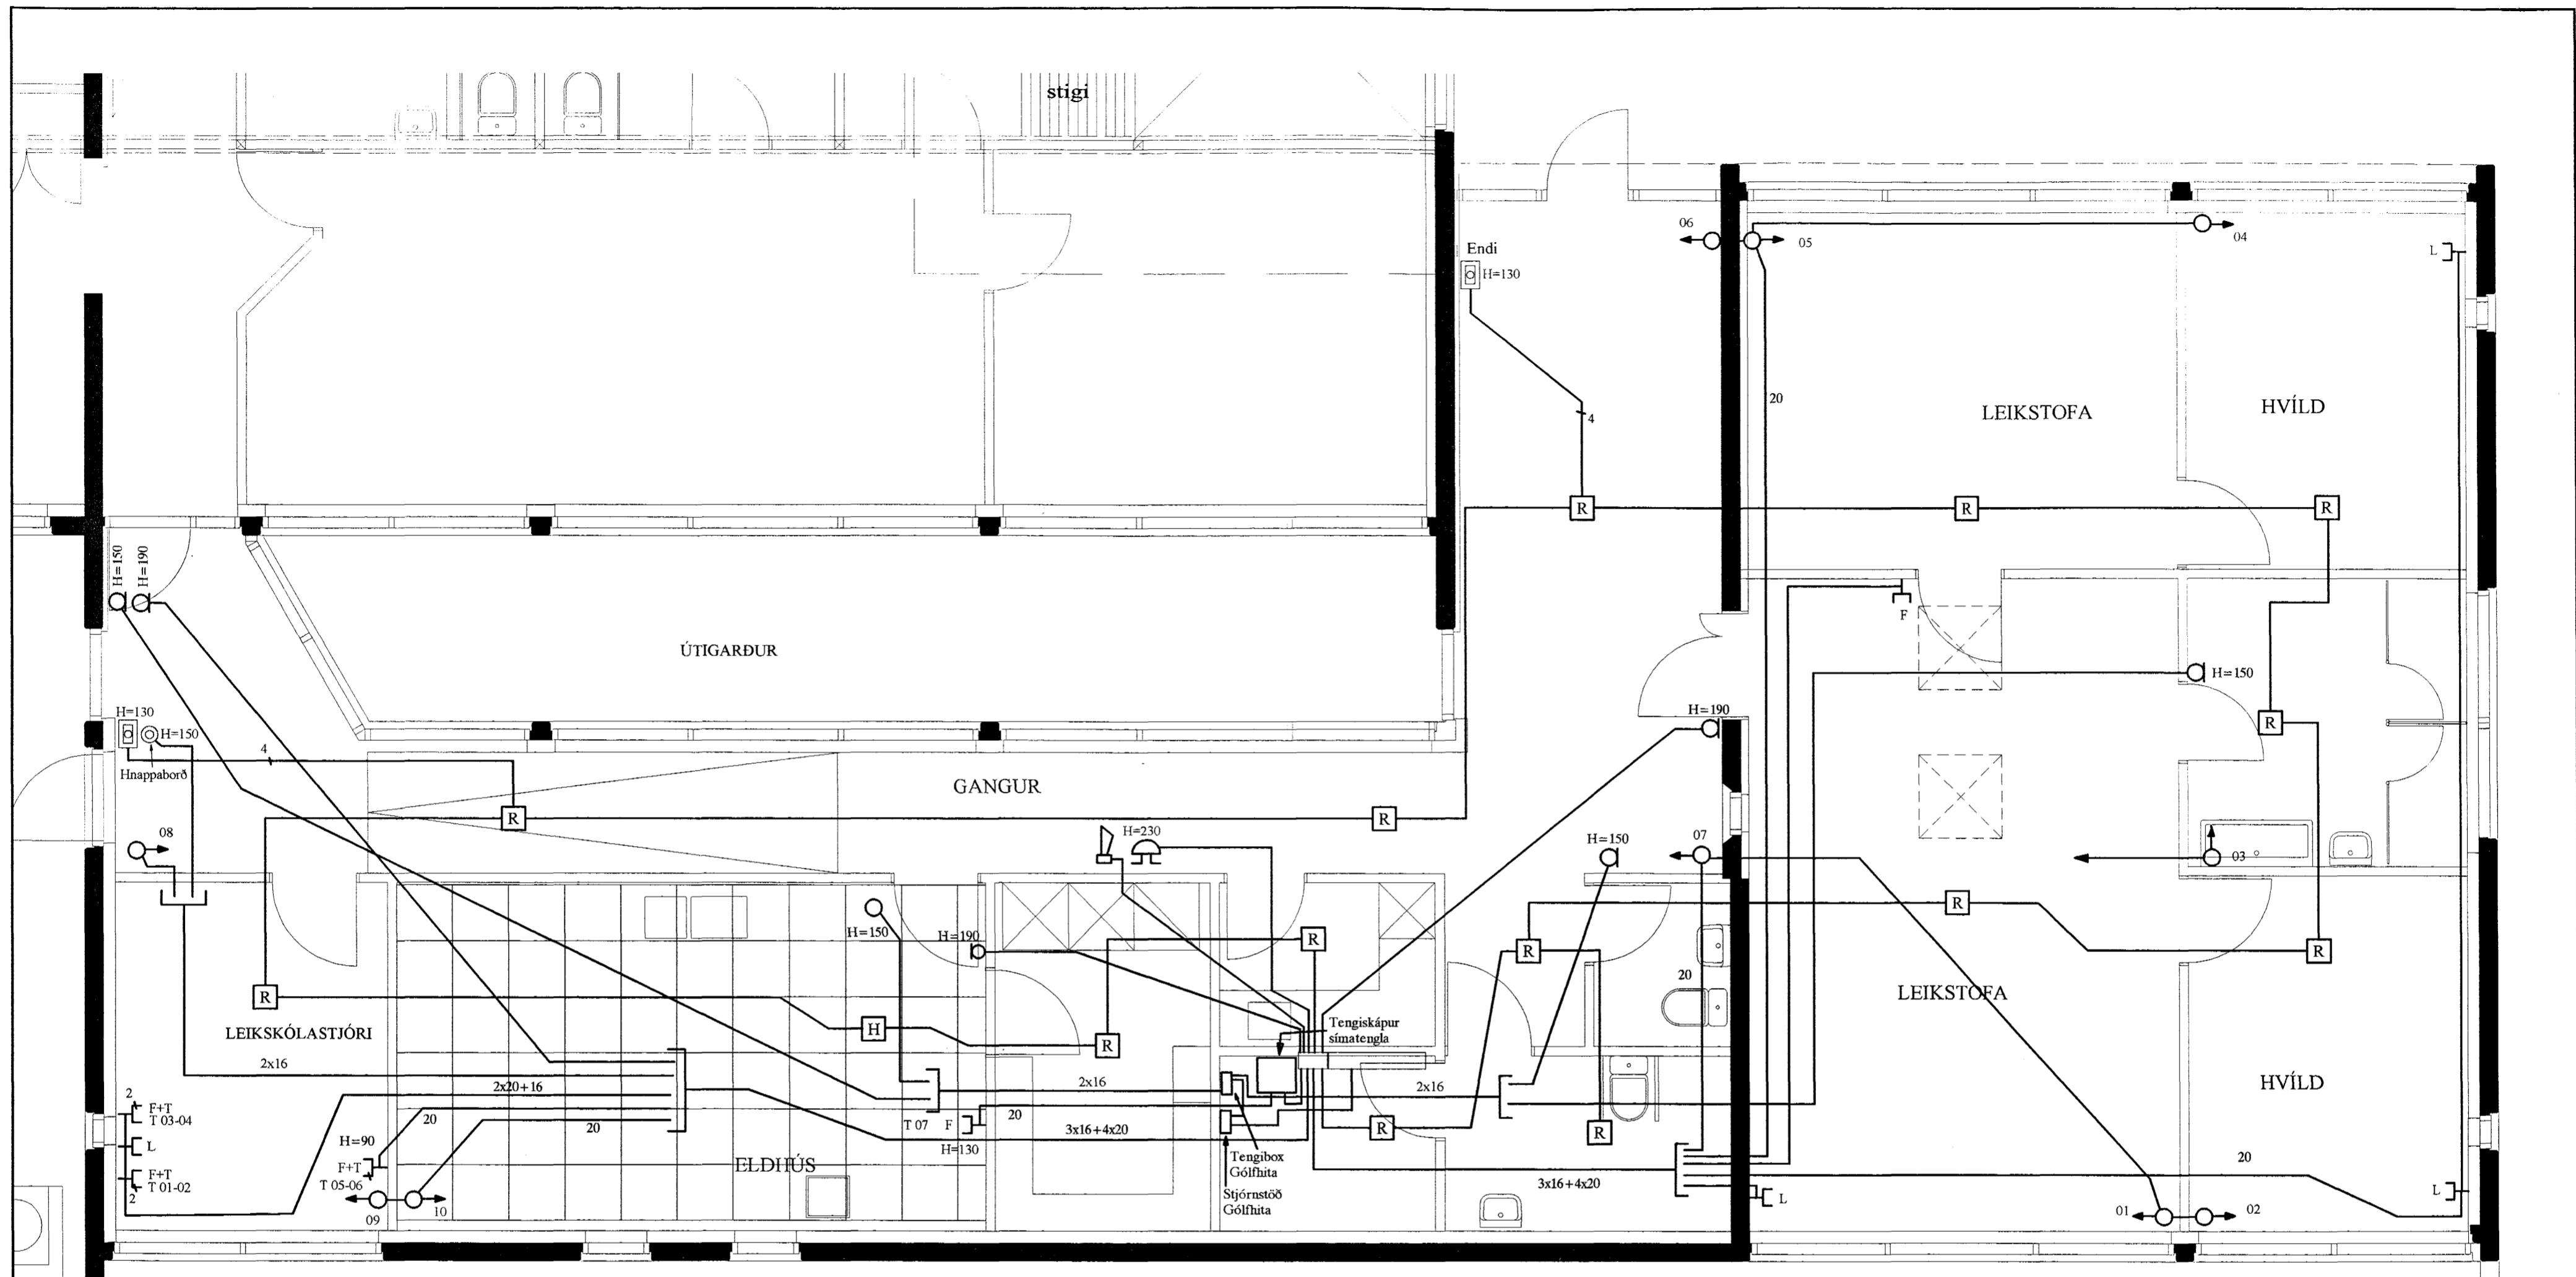 stigi
06
05
04
Endi
L
H=130
20
4
LEIKSTOFA
HVÍLD
R
R
R
H=150
H=190
F
ÚTIGARÐUR
H=150
H=190
H=130
H=150
R
4
Hnappaborð
GANGUR
R
R
08
H=230
H=150
07
03
R
H=150
H=190
R
R
R
20
LEIKSTOFA
R
LEIKSKÓLASTJÓRI
H
R
Tengiskápur
símatengla
2x16
2x20+16
2x16
2x16
HVÍLD
2
F+T
T 03-04
20
20
T 07
F
20
3x16+4x20
R
R
L
H=90
H=130
F+T
T 01-02
2
F+T
T 05-06
ELDHÚS
Tengibox
Gólfhita
20
3x16+4x20
Stjórnstöð
Gólfhita
L
L
09
10
01
02